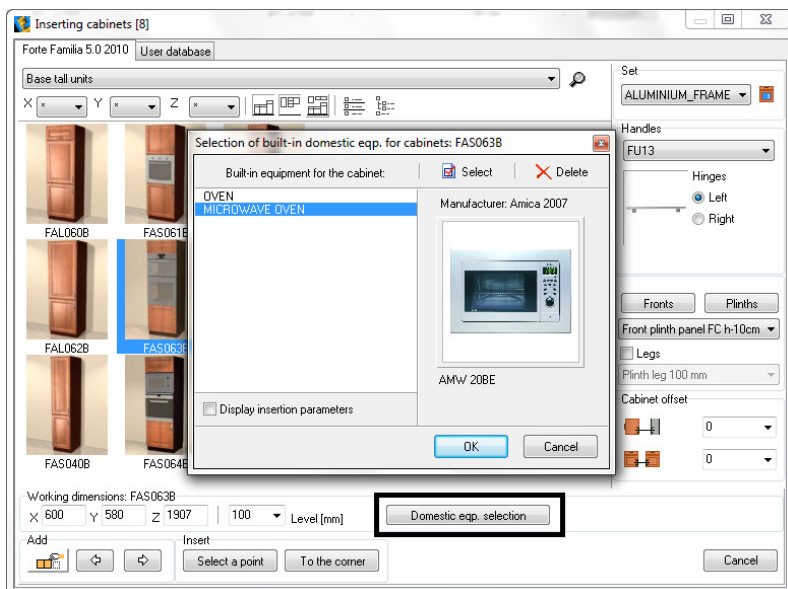 Inserting cabinets [8]
Forte Familia 5.0 2010
User database
Base tall units
X * Y * Z *
Set
ALUMINIUM_FRAME
Handles
FU13
Hinges
Left
Right
Fronts
Plinths
Front plinth panel FC h-10cm
Legs
Plinth leg 100 mm
Cabinet offset
0
0
FAL060B
FAS061B
FAL062B
FAS063B
FAS040B
FAS064B
Selection of built-in domestic eqp. for cabinets: FAS063B
Built-in equipment for the cabinet:
Select
Delete
OVEN
MICROWAVE OVEN
Manufacturer: Amica 2007
AMW 20BE
Display insertion parameters
OK
Cancel
Working dimensions: FAS063B
X 600 Y 580 Z 1907 100 Level [mm]
Domestic eqp. selection
Add
Insert
Select a point
To the corner
Cancel